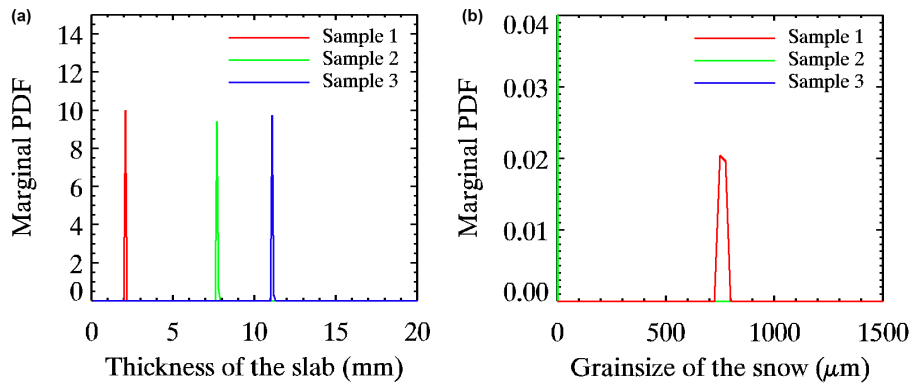 (a)
Marginal PDF
14
12
10
8
6
4
2
0
Sample 1
Sample 2
Sample 3
0 5 10 15 20
Thickness of the slab (mm)
(b)
Marginal PDF
0.04
0.03
0.02
0.01
0.00
Sample 1
Sample 2
Sample 3
0 500 1000 1500
Grainsize of the snow (μm)